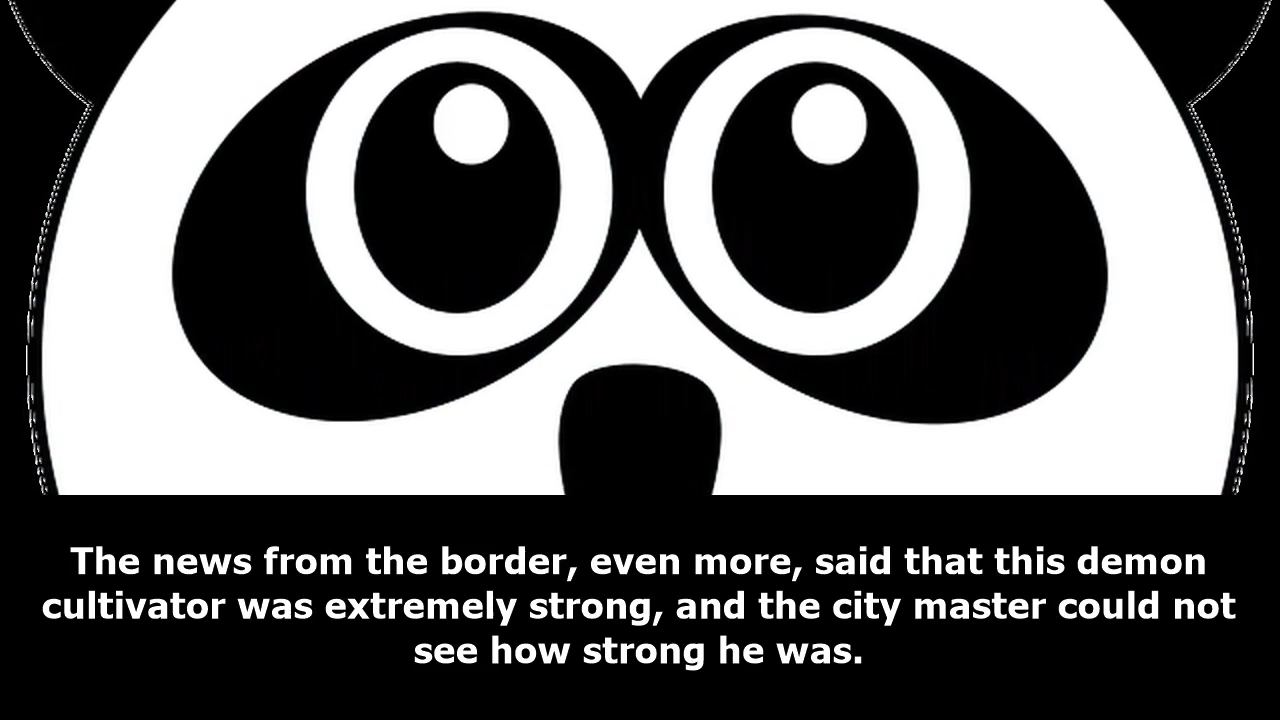 The news from the border, even more, said that this demon
cultivator was extremely strong, and the city master could not
see how strong he was.